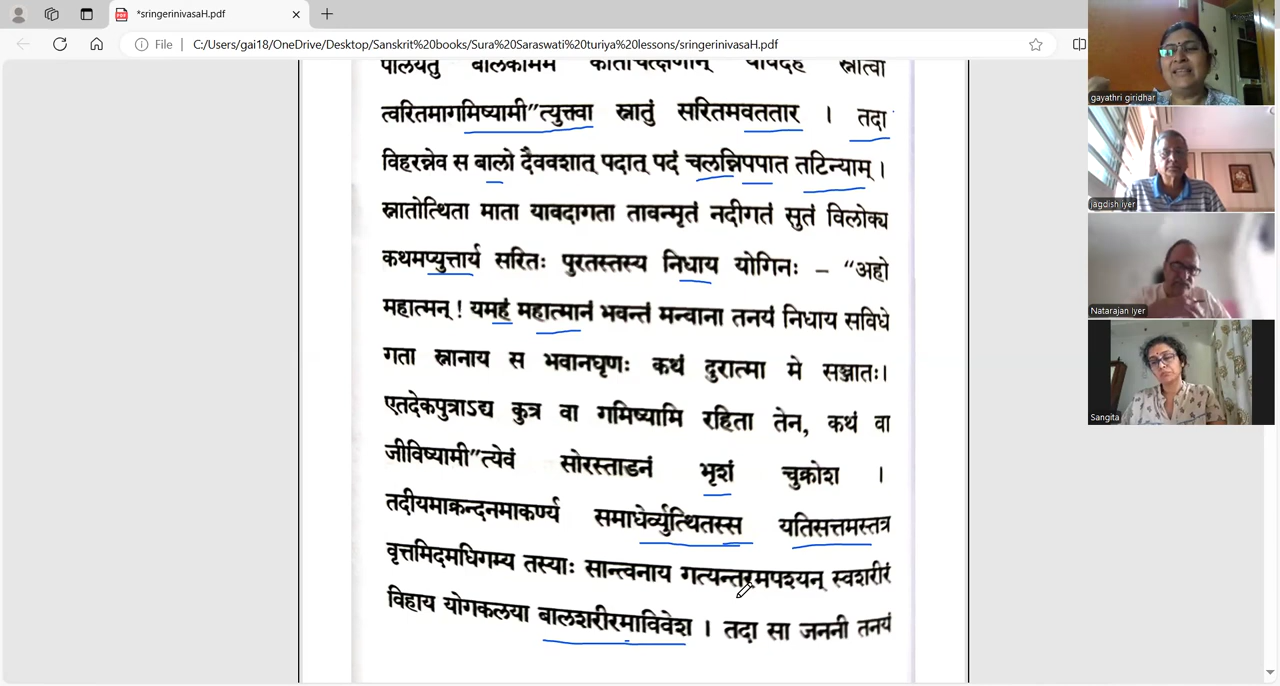 *sringerinivasaH.pdf
File | C:/Users/gai18/OneDrive/Desktop/Sanskrit%20books/Sura%20Saraswati%20turiya%20lessons/sringerinivasaH.pdf
पालयतु बालकमिमं कांश्चित्क्षणान् यावदहं स्नात्वा
त्वरितमागमिष्यामी”त्युक्त्वा स्नातुं सरितमवततार । तदा
विहरन्नेव स बालो दैववशात् पदात् पदं चलन्निपपात तटिन्याम् ।
स्नातोत्थिता माता यावदागता तावन्मृतं नदीगतं सुतं विलोक्य
कथमप्युत्तार्य सरितः पुरतस्तस्य निधाय योगिनः – “अहो
महात्मन् ! यमहं महात्मानं भवन्तं मन्वाना तनयं निधाय सविधे
गता स्नानाय स भवानघृणः कथं दुरात्मा मे सञ्जातः।
एतदेकपुत्राऽद्य कुत्र वा गमिष्यामि रहिता तेन, कथं वा
जीविष्यामी”त्येवं सोरस्ताडनं भृशं चुक्रोश ।
तदीयमाक्रन्दनमाकर्ण्य समाधेर्व्युत्थितस्स यतिसत्तमस्तत्र
वृत्तमिदमधिगम्य तस्याः सान्त्वनाय गत्यन्तरमपश्यन् स्वशरीरं
विहाय योगकलया बालशरीरमाविवेश । तदा सा जननी तनयं
gayathri giridhar
jagdish iyer
Natarajan Iyer
Sangita